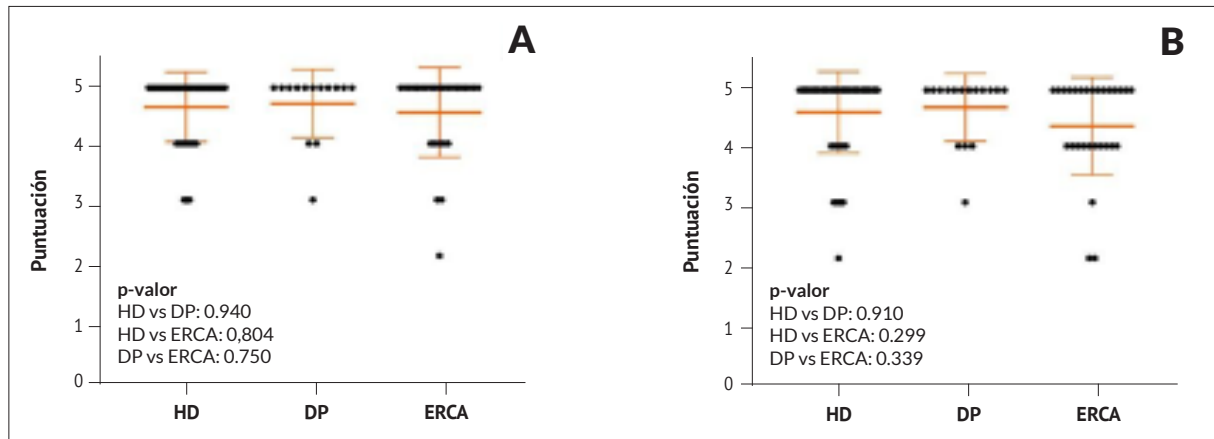 A
Puntuación
5
4
3
2
1
0
p-valor
HD vs DP: 0.940
HD vs ERCA: 0,804
DP vs ERCA: 0.750
HD DP ERCA
B
Puntuación
5
4
3
2
1
0
p-valor
HD vs DP: 0.910
HD vs ERCA: 0.299
DP vs ERCA: 0.339
HD DP ERCA